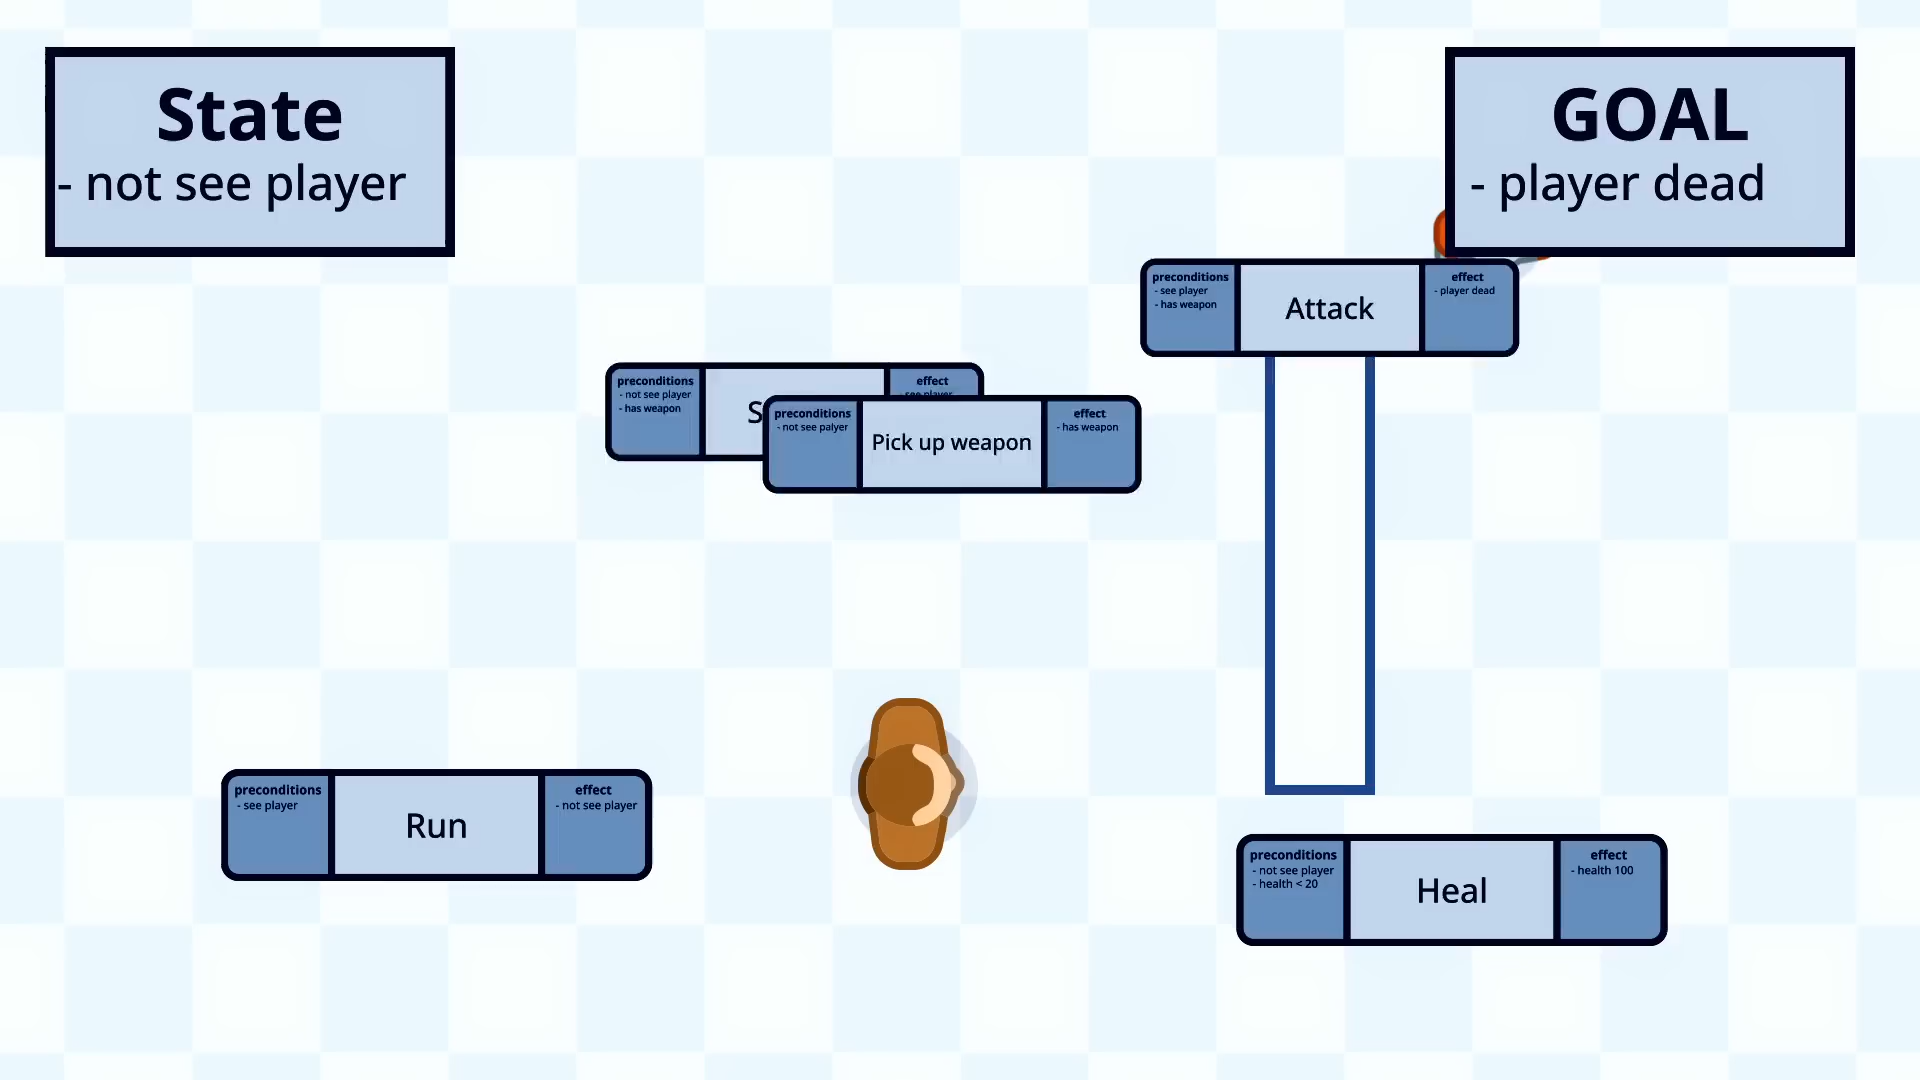 State
- not see player
GOAL
- player dead
preconditions
- see player
- has weapon
Attack
effect
- player dead
preconditions
- not see player
- has weapon
effect
- see player
preconditions
- not see palyer
Pick up weapon
effect
- has weapon
preconditions
- see player
Run
effect
- not see player
preconditions
- not see player
- health < 20
Heal
effect
- health 100